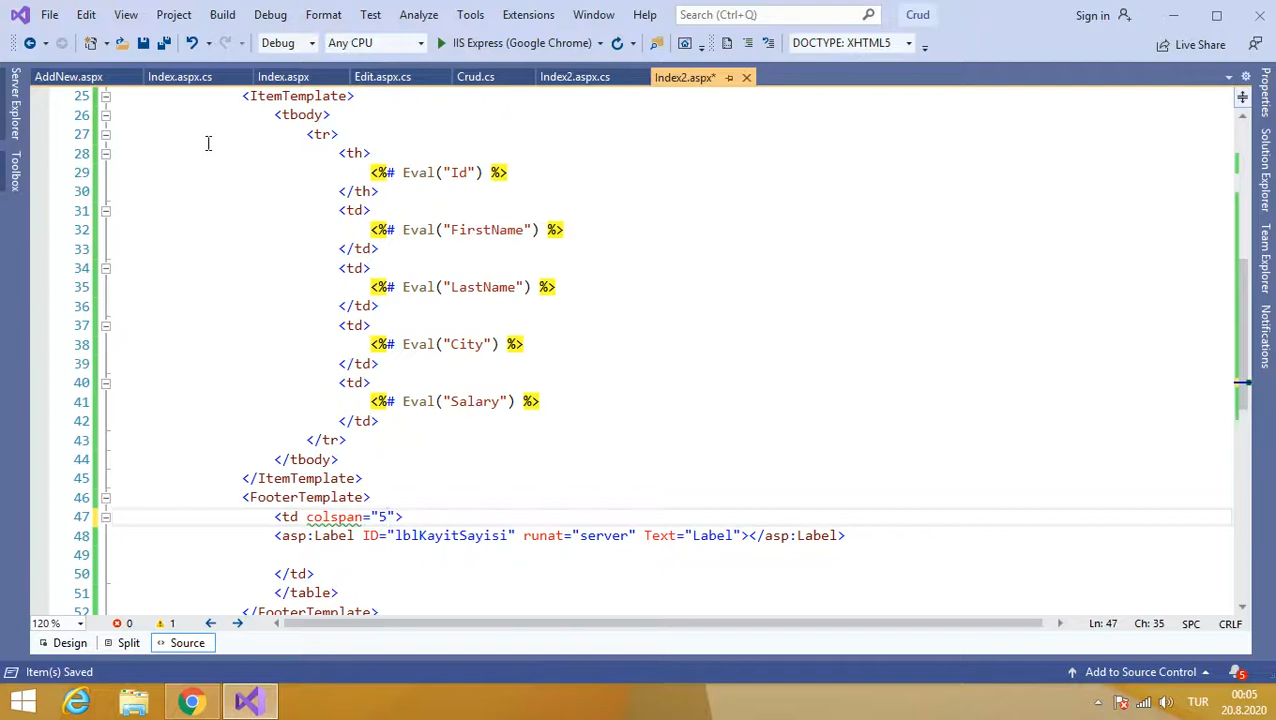 File Edit View Project Build Debug Format Test Analyze Tools Extensions Window Help Search (Ctrl+Q) Crud Sign in
Debug Any CPU IIS Express (Google Chrome) DOCTYPE: XHTML5 Live Share
AddNew.aspx Index.aspx.cs Index.aspx Edit.aspx.cs Crud.cs Index2.aspx.cs Index2.aspx*
Server Explorer
Toolbox
Properties
Solution Explorer
Team Explorer
Notifications
25 <ItemTemplate>
26 <tbody>
27 <tr>
28 <th>
29 <%# Eval("Id") %>
30 </th>
31 <td>
32 <%# Eval("FirstName") %>
33 </td>
34 <td>
35 <%# Eval("LastName") %>
36 </td>
37 <td>
38 <%# Eval("City") %>
39 </td>
40 <td>
41 <%# Eval("Salary") %>
42 </td>
43 </tr>
44 </tbody>
45 </ItemTemplate>
46 <FooterTemplate>
47 <td colspan="5">
48 <asp:Label ID="lblKayitSayisi" runat="server" Text="Label"></asp:Label>
49
50 </td>
51 </table>
52 </FooterTemplate>
120 % 0 1 Ln: 47 Ch: 35 SPC CRLF
Design Split Source
Item(s) Saved Add to Source Control 5
TUR 00:05
20.8.2020